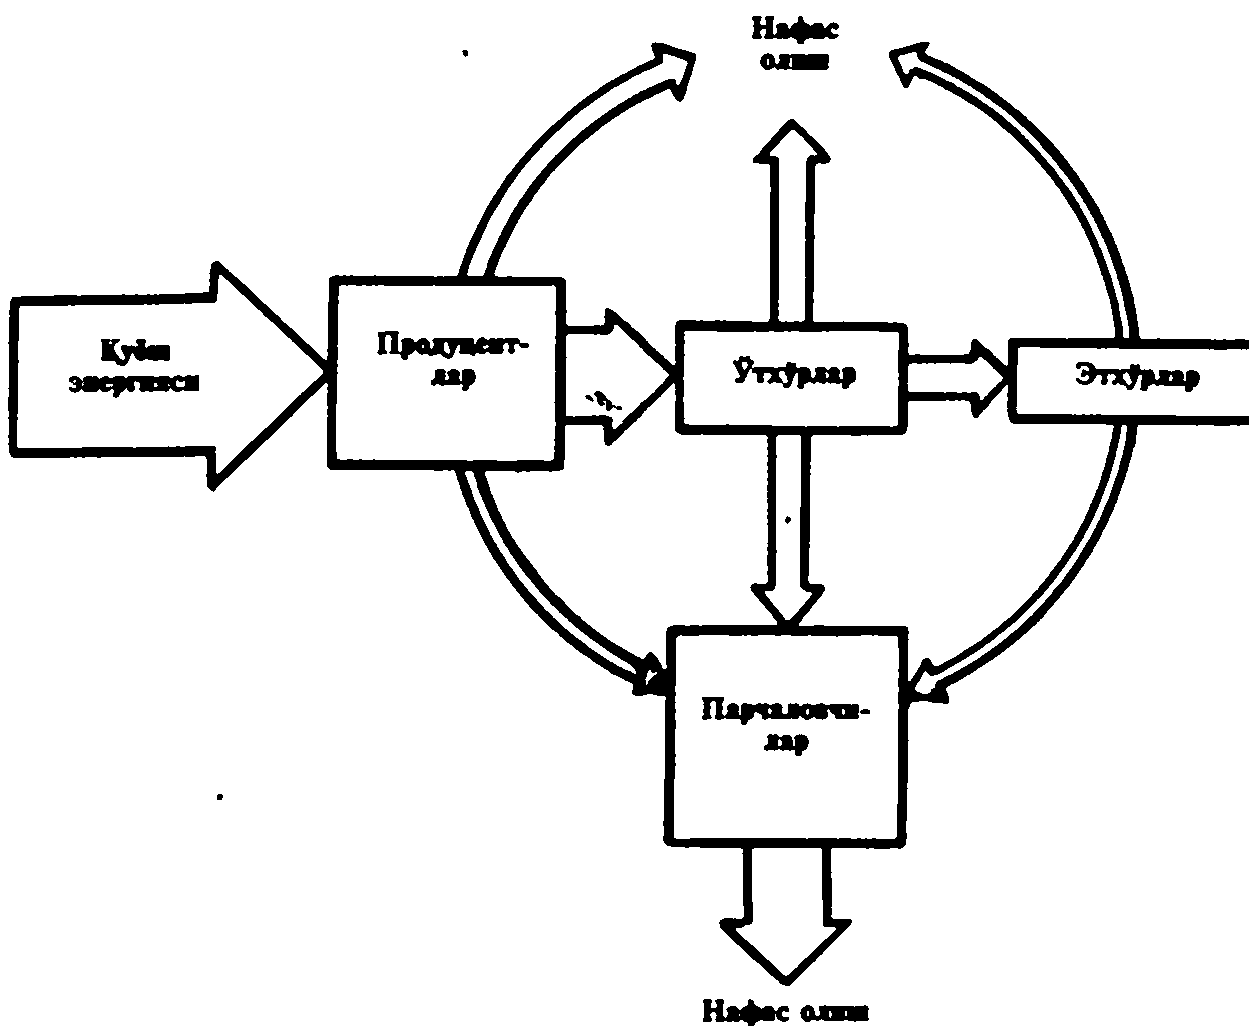 Нафас
олиш
Қуёш
энергияси
Продуцент-
лар
Ўтхўрлар
Этхўрлар
Парчаловчи-
лар
Нафас олиш